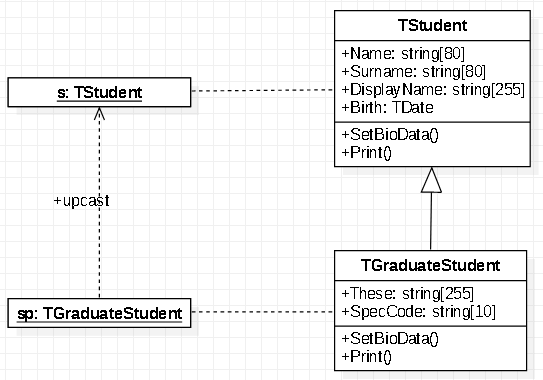 TStudent
+Name: string[80]
+Surname: string[80]
+DisplayName: string[255]
+Birth: TDate
+SetBioData()
+Print()
s: TStudent
+upcast
TGraduateStudent
+These: string[255]
+SpecCode: string[10]
+SetBioData()
+Print()
sp: TGraduateStudent